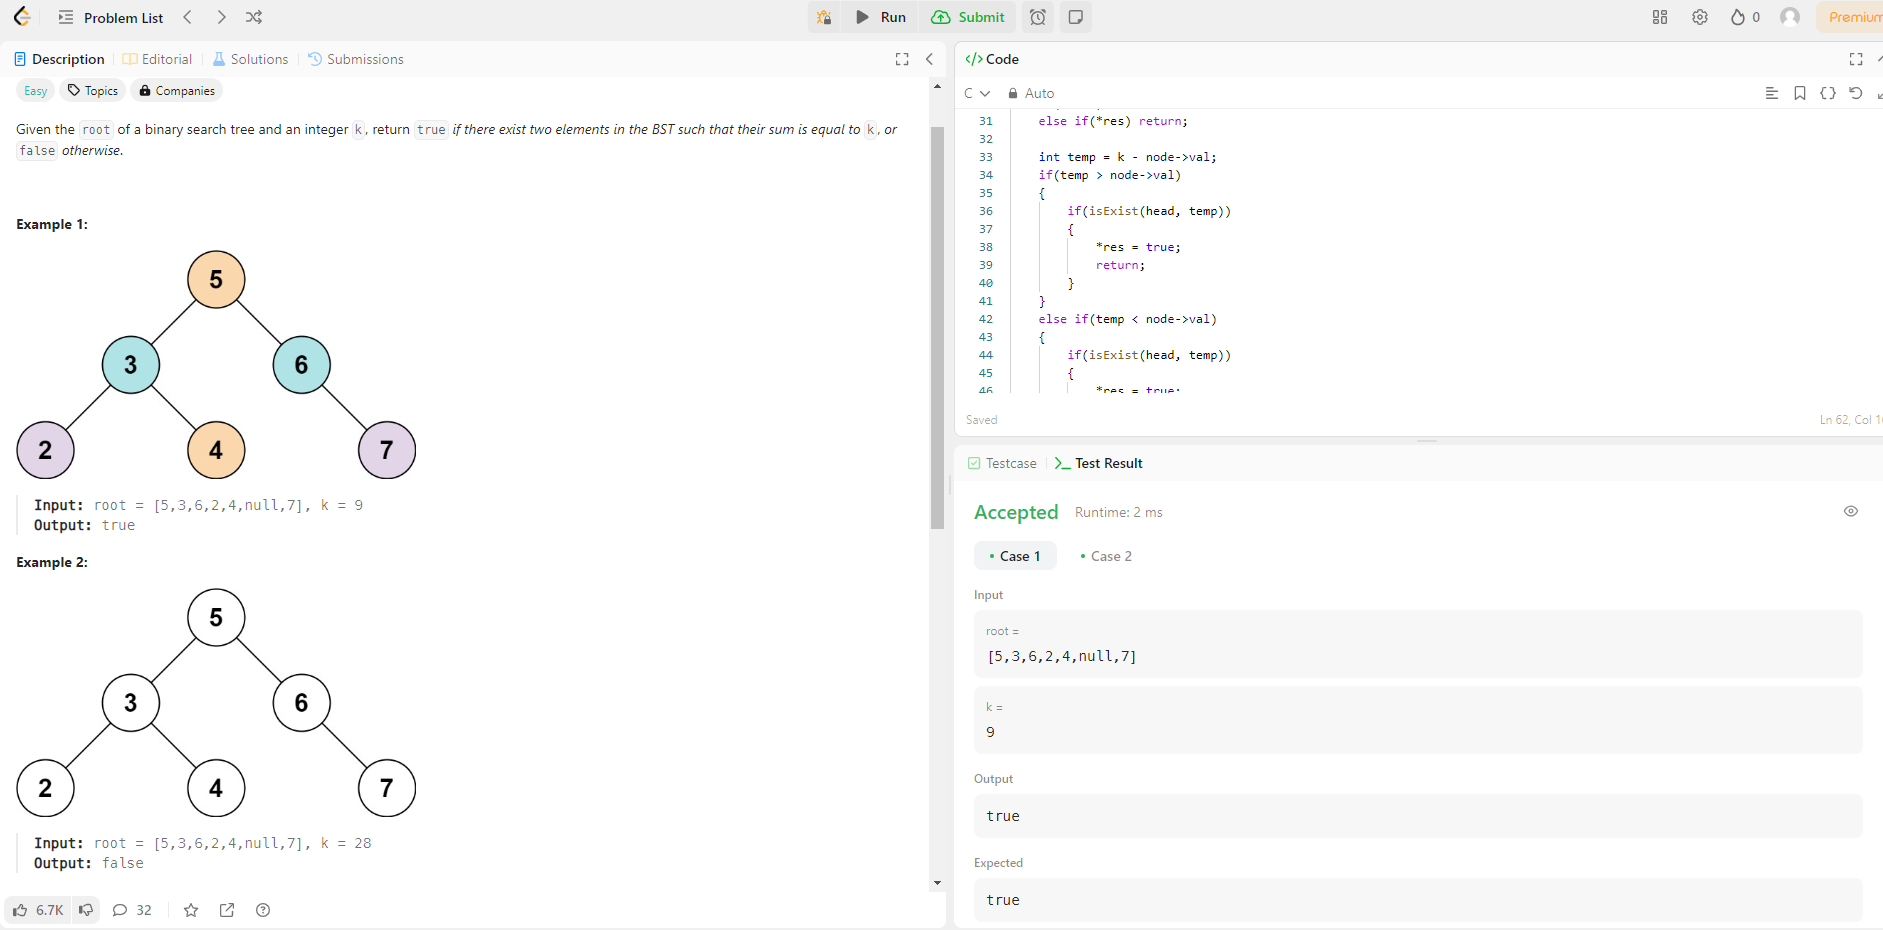 Problem List
Run
Submit
0
Premium
Description
Editorial
Solutions
Submissions
Easy
Topics
Companies
Given the root of a binary search tree and an integer k, return true if there exist two elements in the BST such that their sum is equal to k, or
false otherwise.
Example 1:
5
3
6
2
4
7
Input: root = [5,3,6,2,4,null,7], k = 9
Output: true
Example 2:
5
3
6
2
4
7
Input: root = [5,3,6,2,4,null,7], k = 28
Output: false
6.7K
32
</> Code
C
Auto
31 else if(*res) return;
32
33 int temp = k - node->val;
34 if(temp > node->val)
35 {
36 if(isExist(head, temp))
37 {
38 *res = true;
39 return;
40 }
41 }
42 else if(temp < node->val)
43 {
44 if(isExist(head, temp))
45 {
46 *res = true;
Saved
Ln 62, Col
Testcase
Test Result
Accepted
Runtime: 2 ms
Case 1
Case 2
Input
root =
[5,3,6,2,4,null,7]
k =
9
Output
true
Expected
true